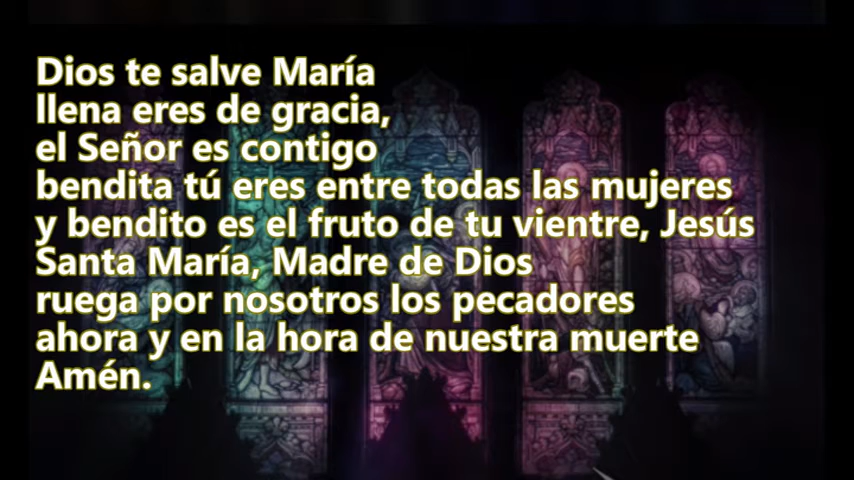 Dios te salve María
llena eres de gracia,
el Señor es contigo
bendita tú eres entre todas las mujeres
y bendito es el fruto de tu vientre, Jesús
Santa María, Madre de Dios
ruega por nosotros los pecadores
ahora y en la hora de nuestra muerte
Amén.